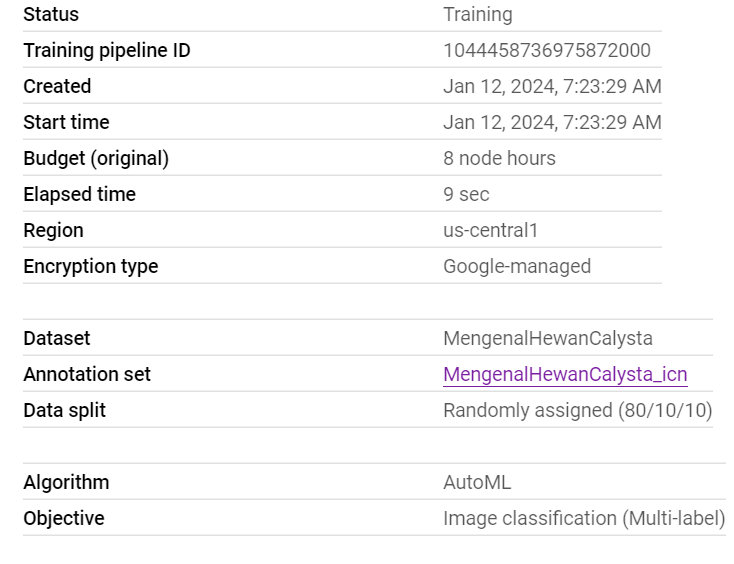 Status Training
Training pipeline ID 1044458736975872000
Created Jan 12, 2024, 7:23:29 AM
Start time Jan 12, 2024, 7:23:29 AM
Budget (original) 8 node hours
Elapsed time 9 sec
Region us-central1
Encryption type Google-managed
Dataset MengenalHewanCalysta
Annotation set MengenalHewanCalysta_icn
Data split Randomly assigned (80/10/10)
Algorithm AutoML
Objective Image classification (Multi-label)